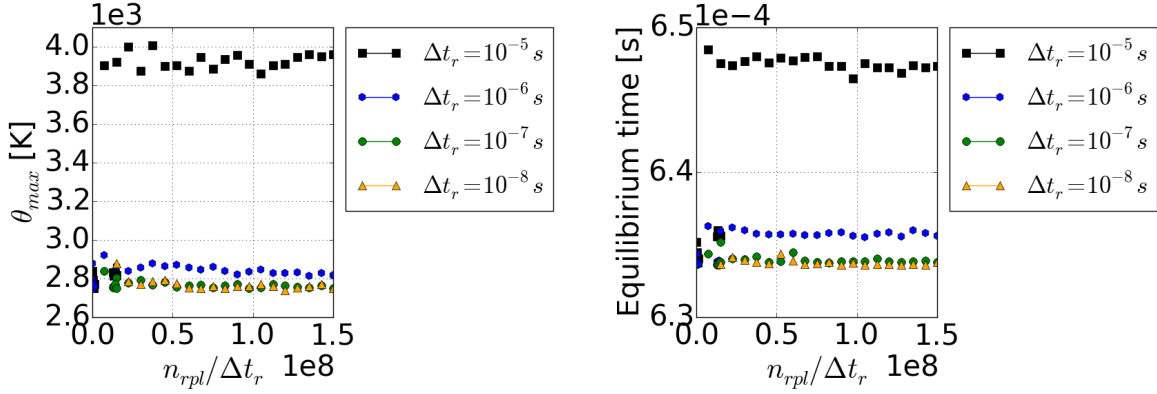 1e3
4.0
3.8
3.6
3.4
3.2
3.0
2.8
2.6
θ_max [K]
0.0 0.5 1.0 1.5
n_rpl/Δt_r 1e8
Δt_r=10^−5 s
Δt_r=10^−6 s
Δt_r=10^−7 s
Δt_r=10^−8 s
1e−4
6.5
6.4
6.3
Equilibirium time [s]
0.0 0.5 1.0 1.5
n_rpl/Δt_r 1e8
Δt_r=10^−5 s
Δt_r=10^−6 s
Δt_r=10^−7 s
Δt_r=10^−8 s